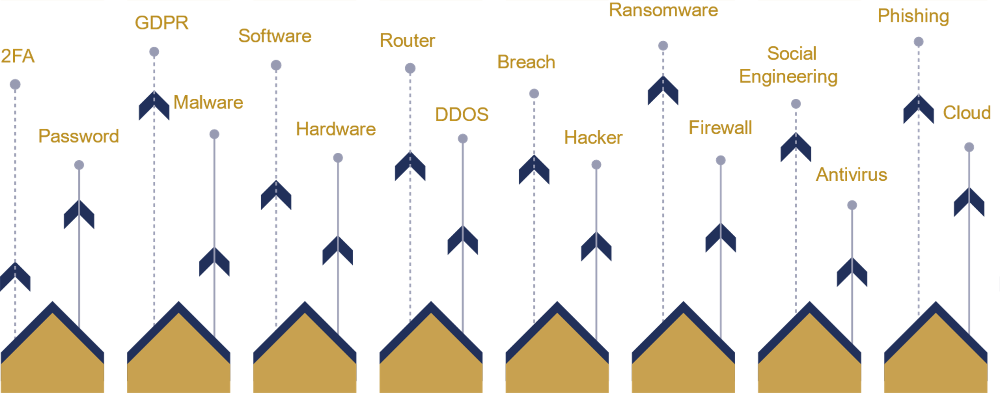 2FA
Password
GDPR
Malware
Software
Hardware
Router
DDOS
Breach
Hacker
Ransomware
Firewall
Social
Engineering
Antivirus
Phishing
Cloud